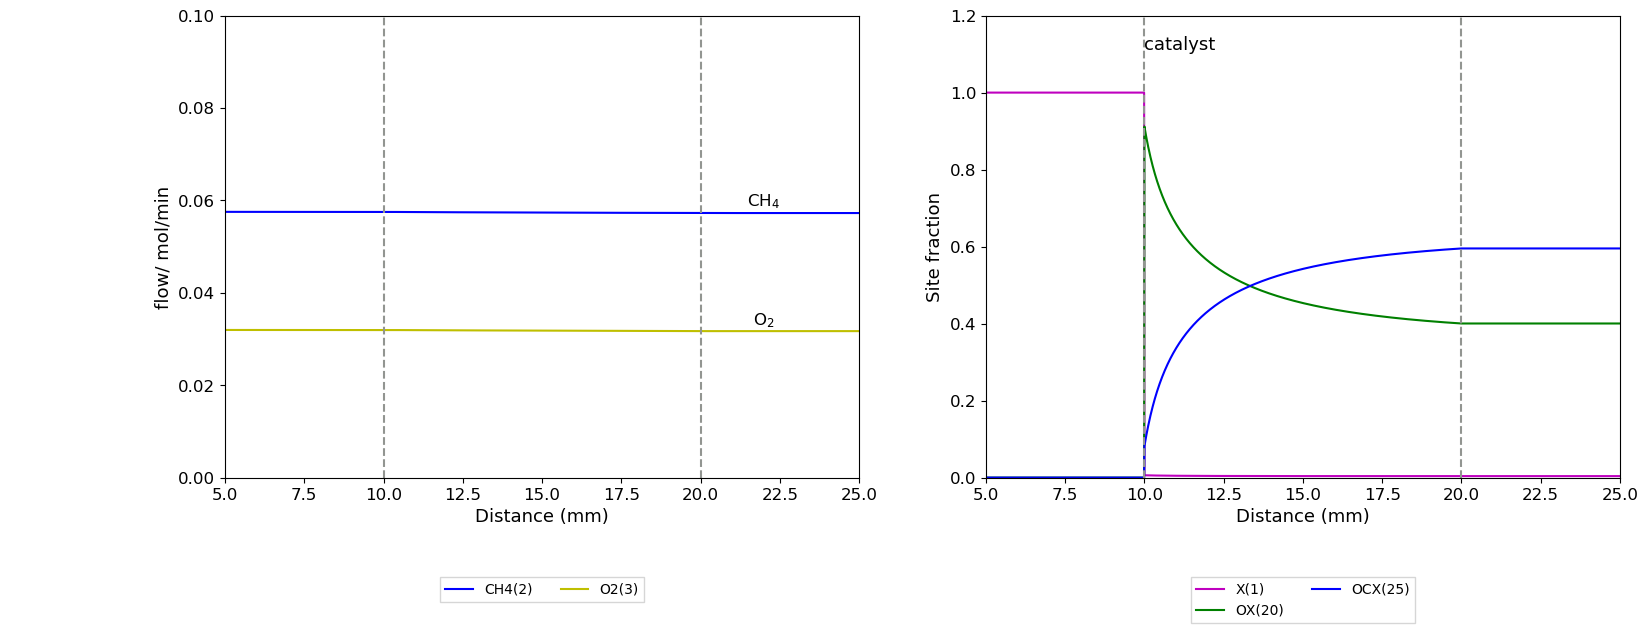 0.10
0.08
0.06
0.04
0.02
0.00
flow/ mol/min
CH4
O2
5.0 7.5 10.0 12.5 15.0 17.5 20.0 22.5 25.0
Distance (mm)
CH4(2) O2(3)
1.2
1.0
0.8
0.6
0.4
0.2
0.0
Site fraction
catalyst
5.0 7.5 10.0 12.5 15.0 17.5 20.0 22.5 25.0
Distance (mm)
X(1) OCX(25)
OX(20)